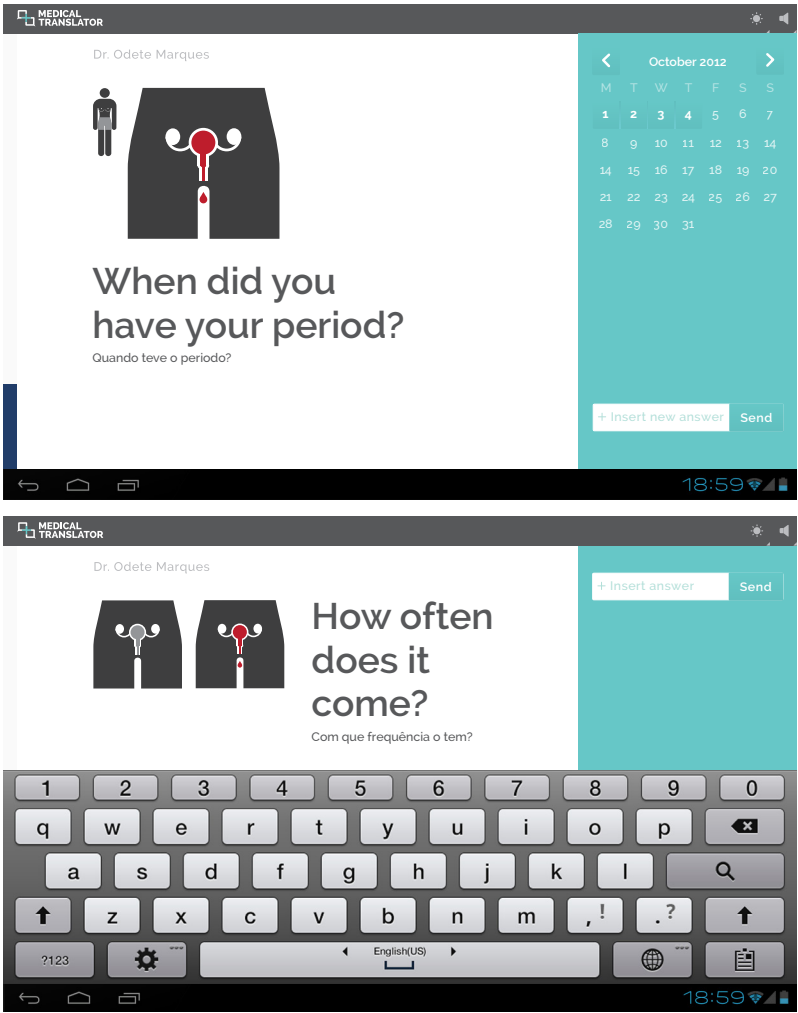 MEDICAL
TRANSLATOR
Dr. Odete Marques
When did you
have your period?
Quando teve o periodo?
October 2012
M T W T F S S
1 2 3 4 5 6 7
8 9 10 11 12 13 14
14 15 16 17 18 19 20
21 22 23 24 25 26 27
28 29 30 31
+ Insert new answer Send
18:59
MEDICAL
TRANSLATOR
Dr. Odete Marques
How often
does it
come?
Com que frequência o tem?
+ Insert answer Send
1 2 3 4 5 6 7 8 9 0
q w e r t y u i o p
a s d f g h j k l
z x c v b n m , ! . ?
?123 English(US)
18:59